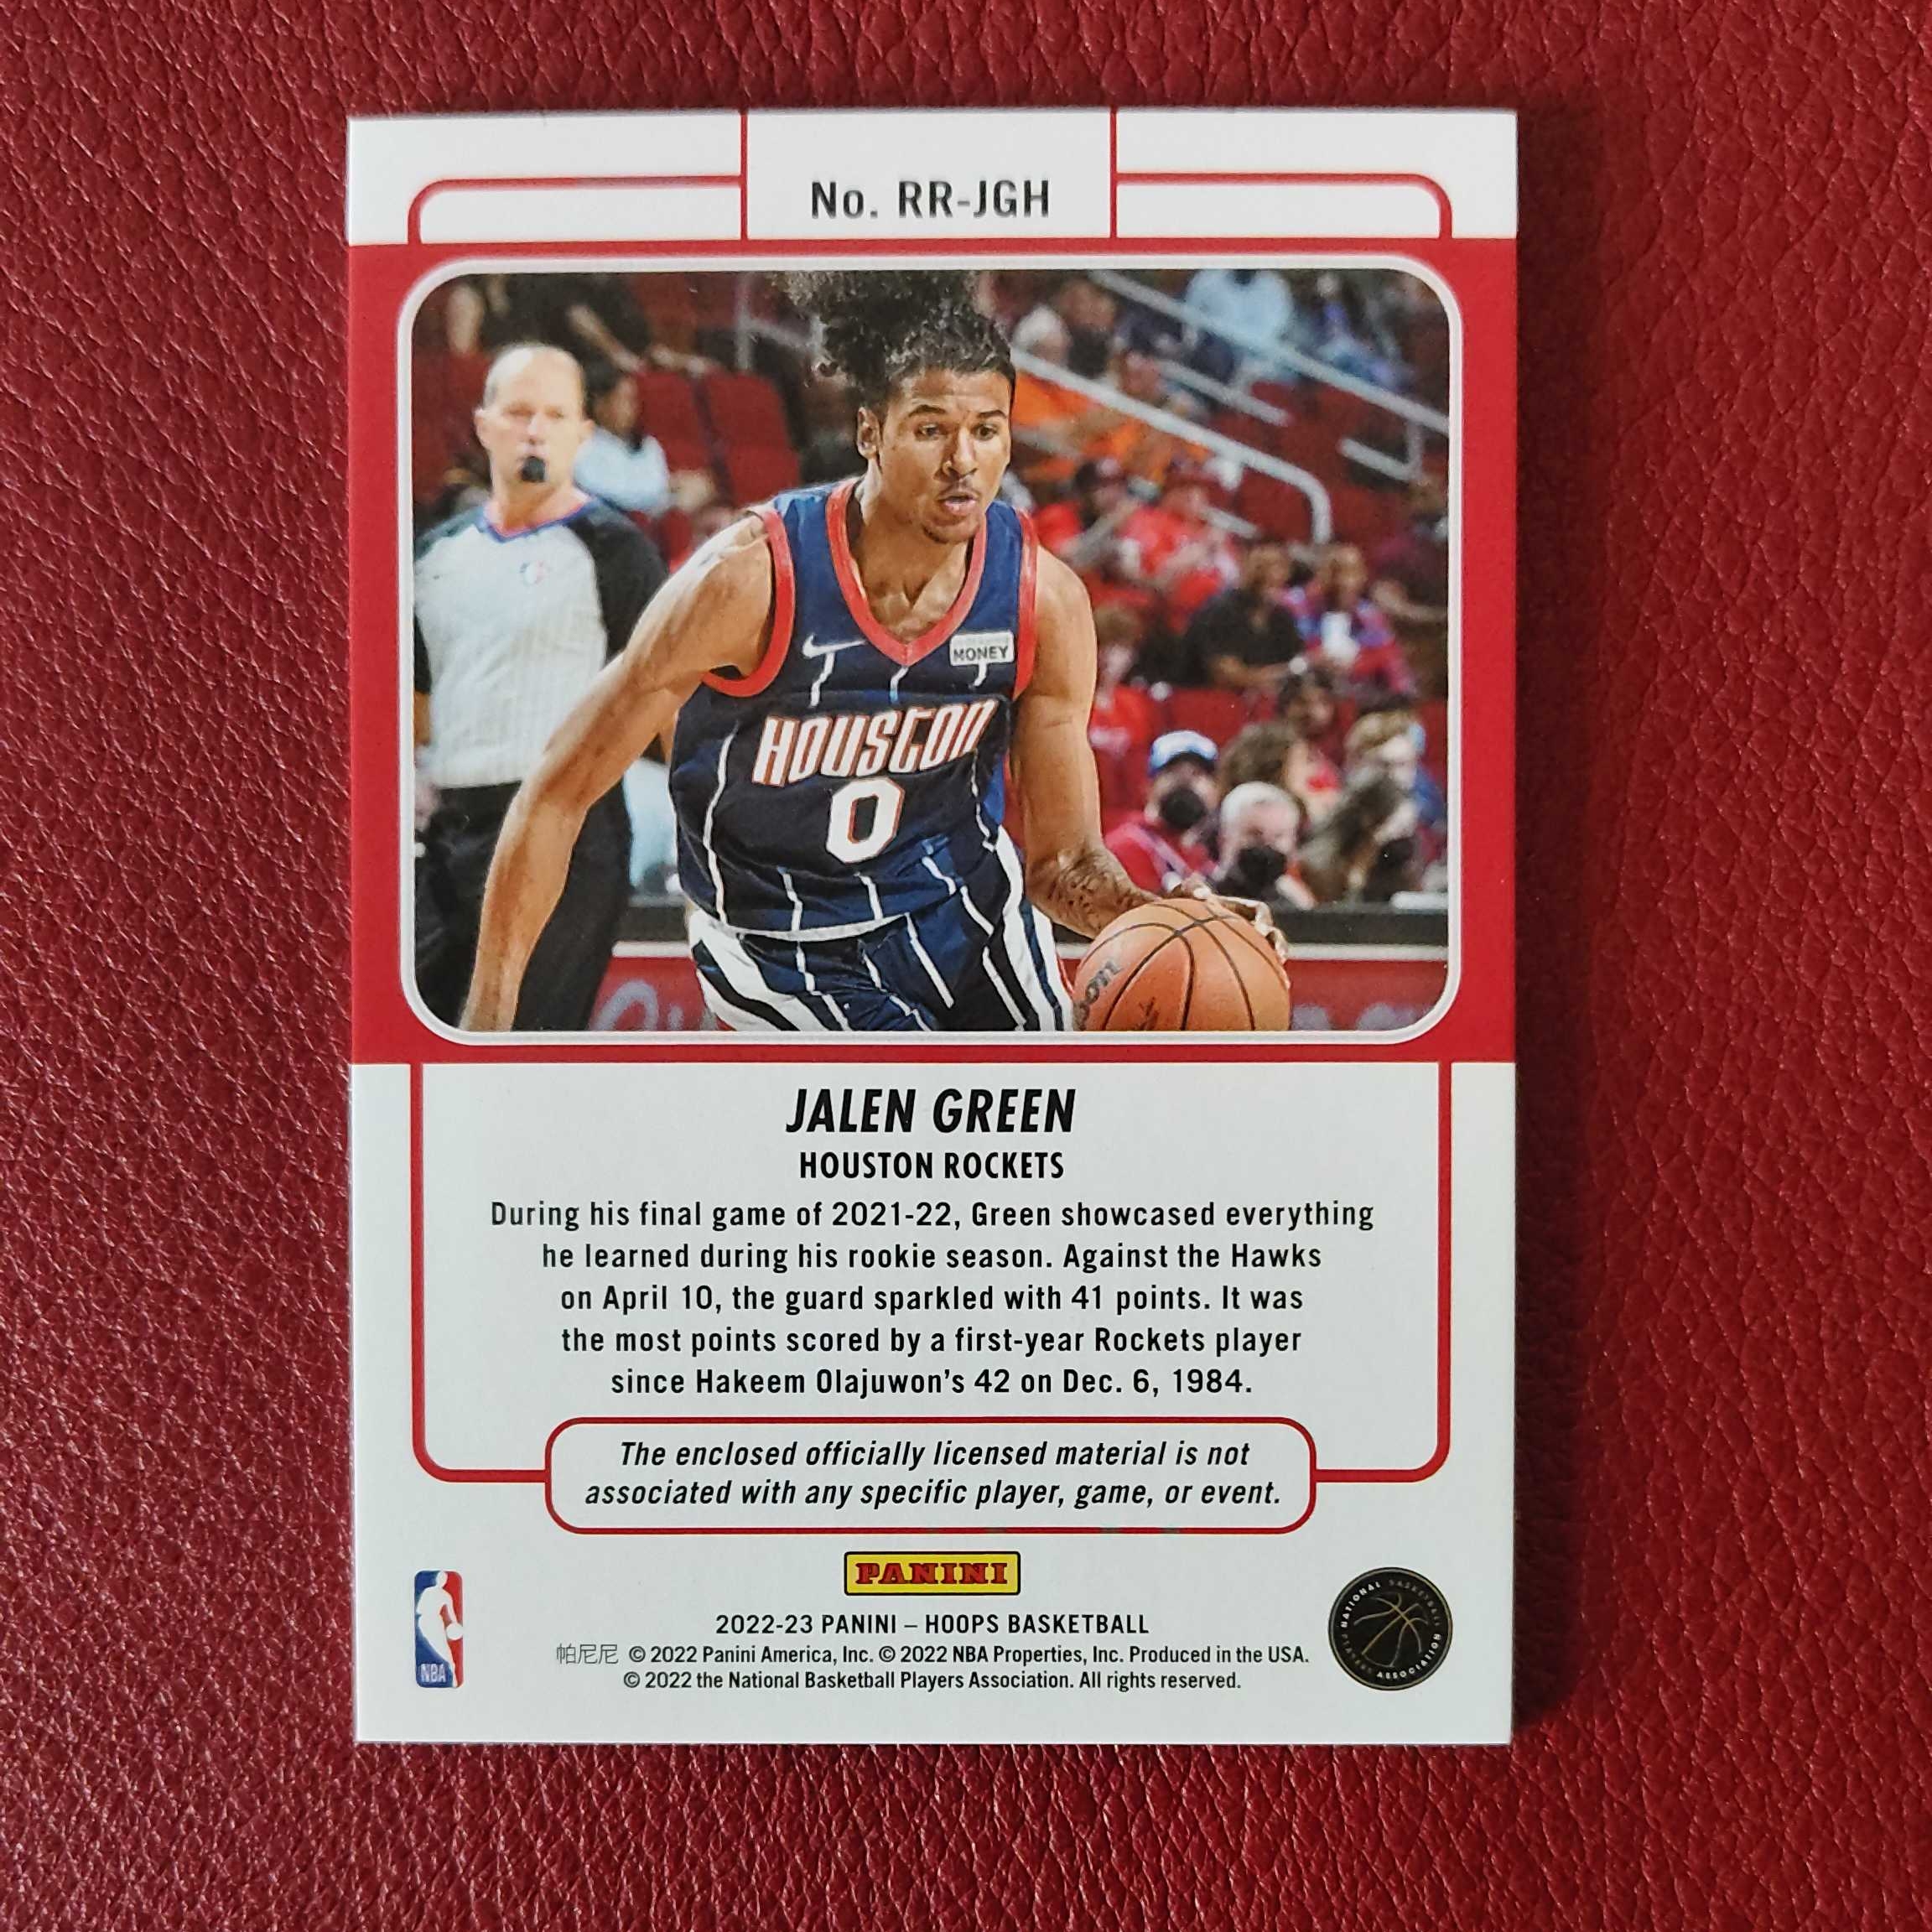 No. RR-JGH
MONEY
HOUSTON
0
JALEN GREEN
HOUSTON ROCKETS
During his final game of 2021-22, Green showcased everything
he learned during his rookie season. Against the Hawks
on April 10, the guard sparkled with 41 points. It was
the most points scored by a first-year Rockets player
since Hakeem Olajuwon's 42 on Dec. 6, 1984.
The enclosed officially licensed material is not
associated with any specific player, game, or event.
PANINI
2022-23 PANINI – HOOPS BASKETBALL
帕尼尼 © 2022 Panini America, Inc. © 2022 NBA Properties, Inc. Produced in the USA.
© 2022 the National Basketball Players Association. All rights reserved.
NBA
NATIONAL BASKETBALL
PLAYERS ASSOCIATION